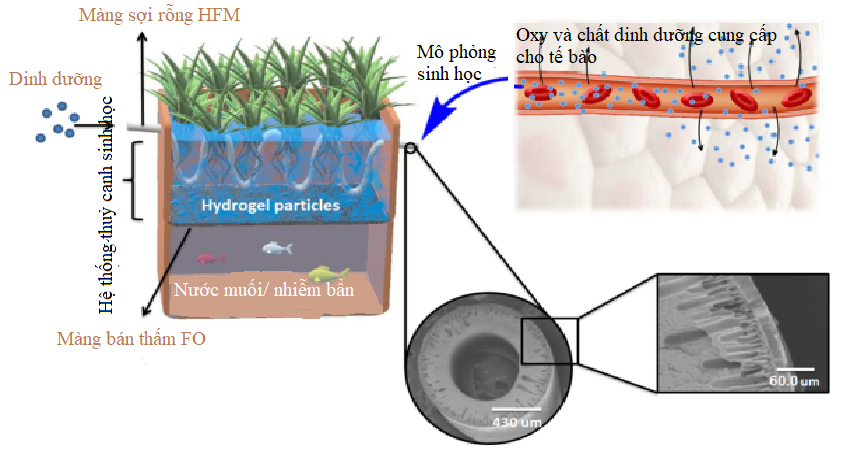 Màng sợi rỗng HFM
Dinh dưỡng
Hệ thống thuỷ canh sinh học
Hydrogel particles
Nước muối/ nhiễm bẩn
Màng bán thấm FO
Mô phỏng
sinh học
Oxy và chất dinh dưỡng cung cấp
cho tế bào
430 um
60.0 um